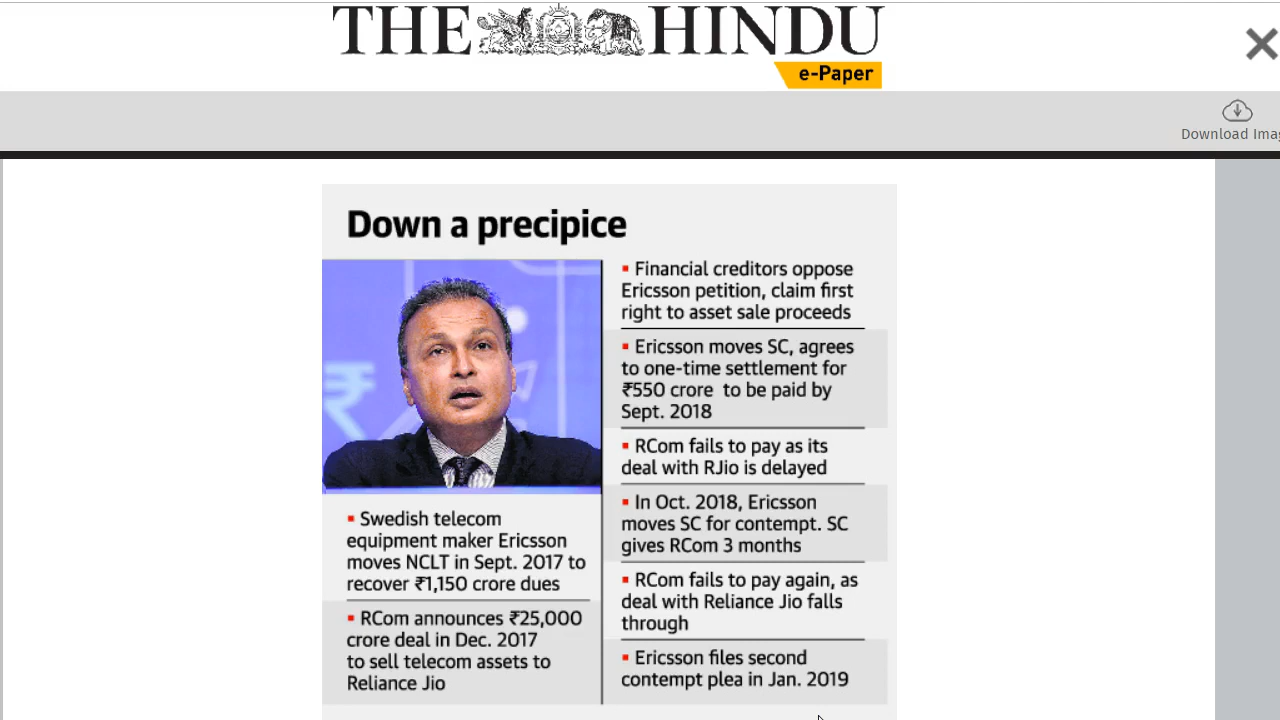 THE HINDU
e-Paper
Download Imag
Down a precipice
▪ Swedish telecom
equipment maker Ericsson
moves NCLT in Sept. 2017 to
recover ₹1,150 crore dues
▪ RCom announces ₹25,000
crore deal in Dec. 2017
to sell telecom assets to
Reliance Jio
▪ Financial creditors oppose
Ericsson petition, claim first
right to asset sale proceeds
▪ Ericsson moves SC, agrees
to one-time settlement for
₹550 crore to be paid by
Sept. 2018
▪ RCom fails to pay as its
deal with RJio is delayed
▪ In Oct. 2018, Ericsson
moves SC for contempt. SC
gives RCom 3 months
▪ RCom fails to pay again, as
deal with Reliance Jio falls
through
▪ Ericsson files second
contempt plea in Jan. 2019